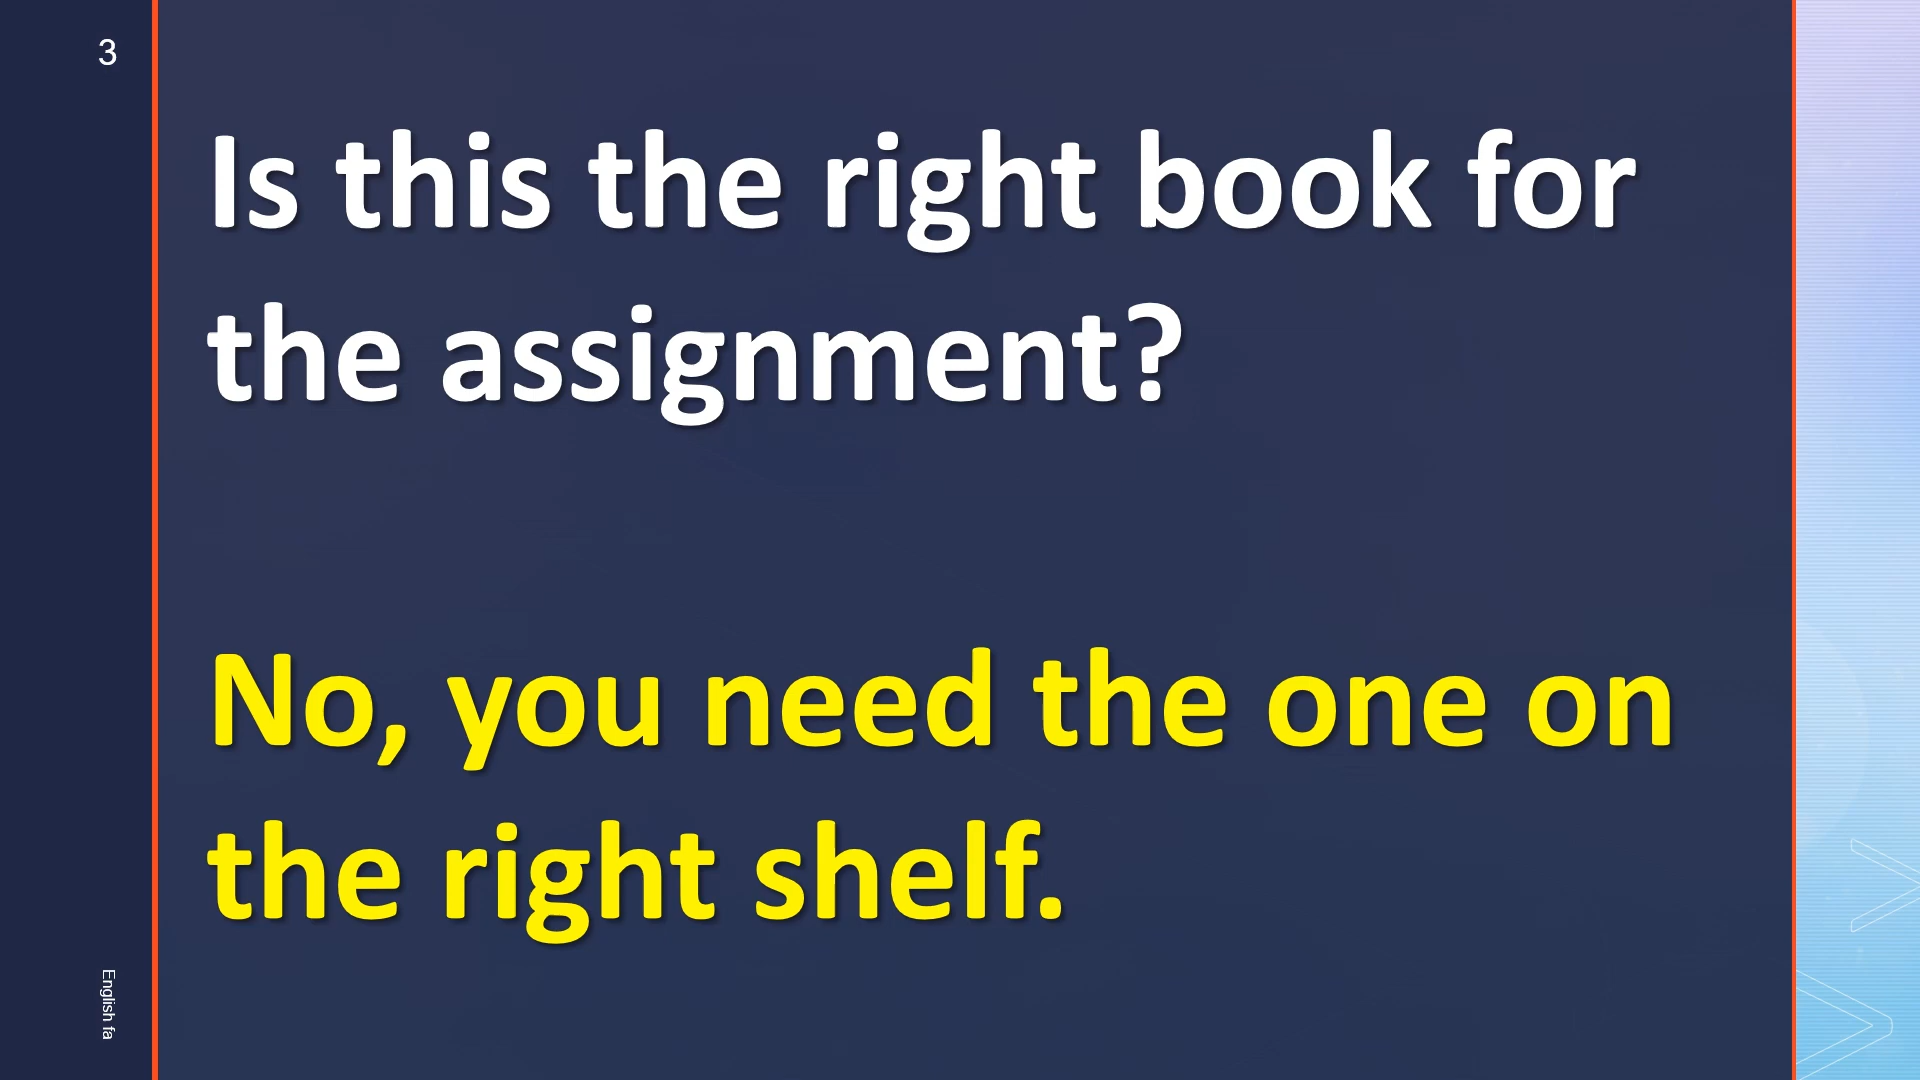 3
Is this the right book for
the assignment?
No, you need the one on
the right shelf.
English fa